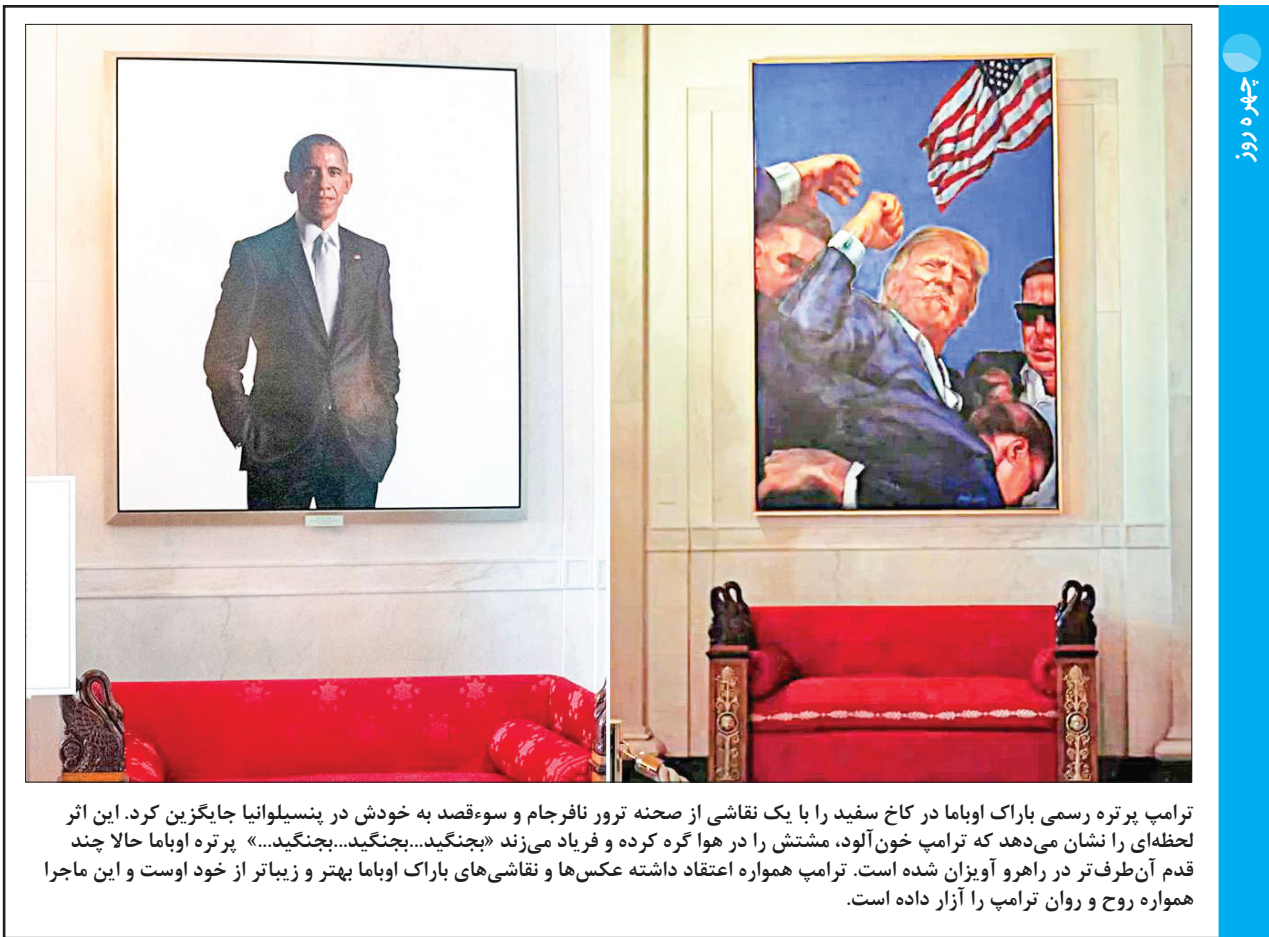 چهره روز
ترامپ پرتره رسمی باراک اوباما در کاخ سفید را با یک نقاشی از صحنه ترور نافرجام و سوءقصد به خودش در پنسیلوانیا جایگزین کرد. این اثر
لحظه‌ای را نشان می‌دهد که ترامپ خون‌آلود، مشتش را در هوا گره کرده و فریاد می‌زند «بجنگید...بجنگید...بجنگید...» پرتره اوباما حالا چند
قدم آن‌طرف‌تر در راهرو آویزان شده است. ترامپ همواره اعتقاد داشته عکس‌ها و نقاشی‌های باراک اوباما بهتر و زیباتر از خود اوست و این ماجرا
همواره روح و روان ترامپ را آزار داده است.